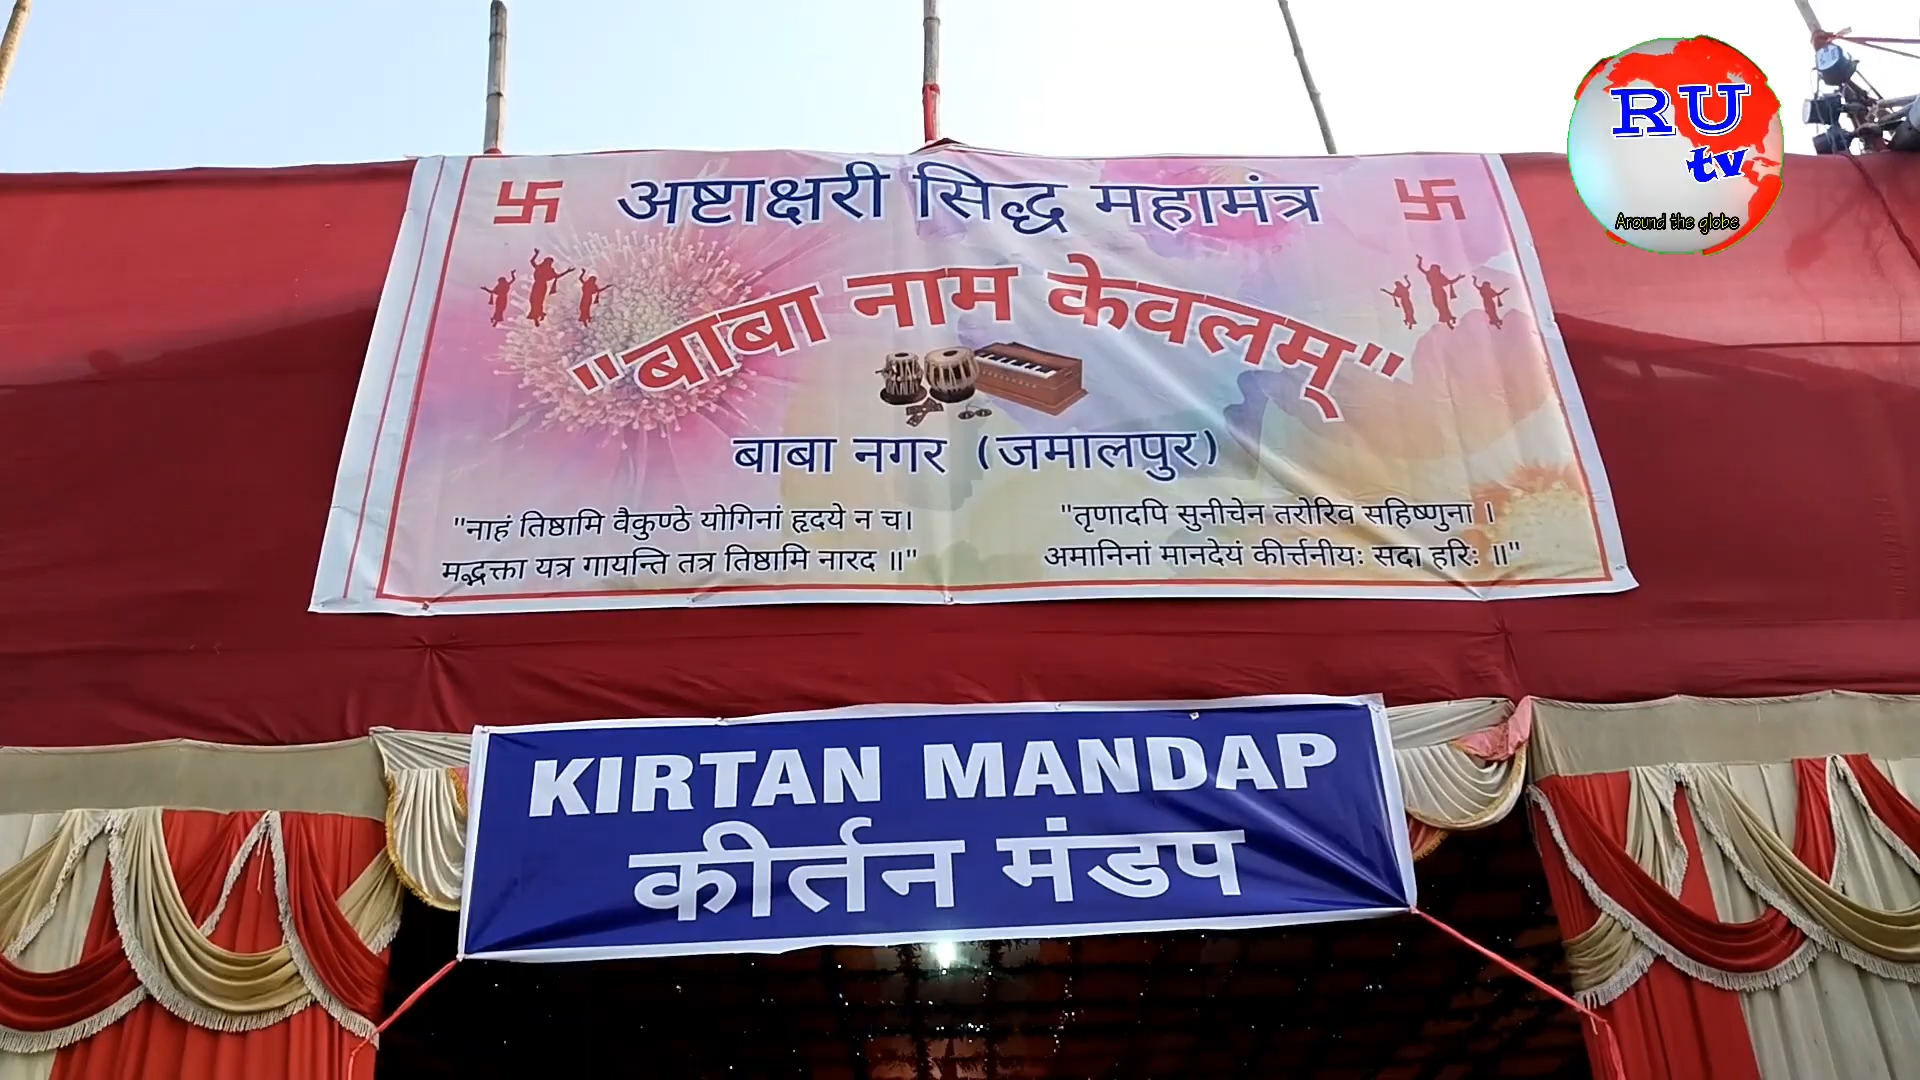 RU
tv
Around the globe
अष्टाक्षरी सिद्ध महामंत्र
"बाबा नाम केवलम्"
बाबा नगर (जमालपुर)
"नाहं तिष्ठामि वैकुण्ठे योगिनां हृदये न च।
मद्भक्ता यत्र गायन्ति तत्र तिष्ठामि नारद ॥"
"तृणादपि सुनीचेन तरोरिव सहिष्णुना ।
अमानिनां मानदेयं कीर्त्तनीयः सदा हरिः ॥"
KIRTAN MANDAP
कीर्तन मंडप